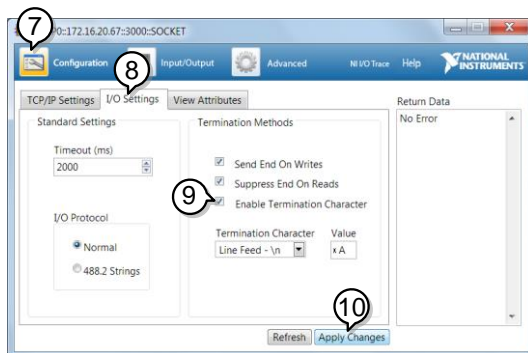 7
P0::172.16.20.67::3000::SOCKET
Configuration
8
Input/Output
Advanced
NI I/O Trace
Help
NATIONAL
INSTRUMENTS
TCP/IP Settings
I/O Settings
View Attributes
Return Data
Standard Settings
Termination Methods
No Error
Timeout (ms)
2000
Send End On Writes
Suppress End On Reads
9
Enable Termination Character
I/O Protocol
Termination Character
Value
Normal
Line Feed - \n
xA
488.2 Strings
10
Refresh
Apply Changes